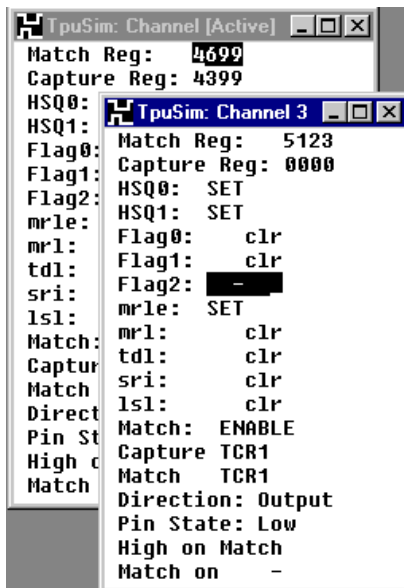 TpuSim: Channel [Active]
Match Reg: 4699
Capture Reg: 4399
HSQ0:
HSQ1:
Flag0:
Flag1:
Flag2:
mrle:
mrl:
tdl:
sri:
lsl:
Match:
Captur
Match
Direct
Pin St
High o
Match
TpuSim: Channel 3
Match Reg: 5123
Capture Reg: 0000
HSQ0: SET
HSQ1: SET
Flag0: clr
Flag1: clr
Flag2: -
mrle: SET
mrl: clr
tdl: clr
sri: clr
lsl: clr
Match: ENABLE
Capture TCR1
Match TCR1
Direction: Output
Pin State: Low
High on Match
Match on -